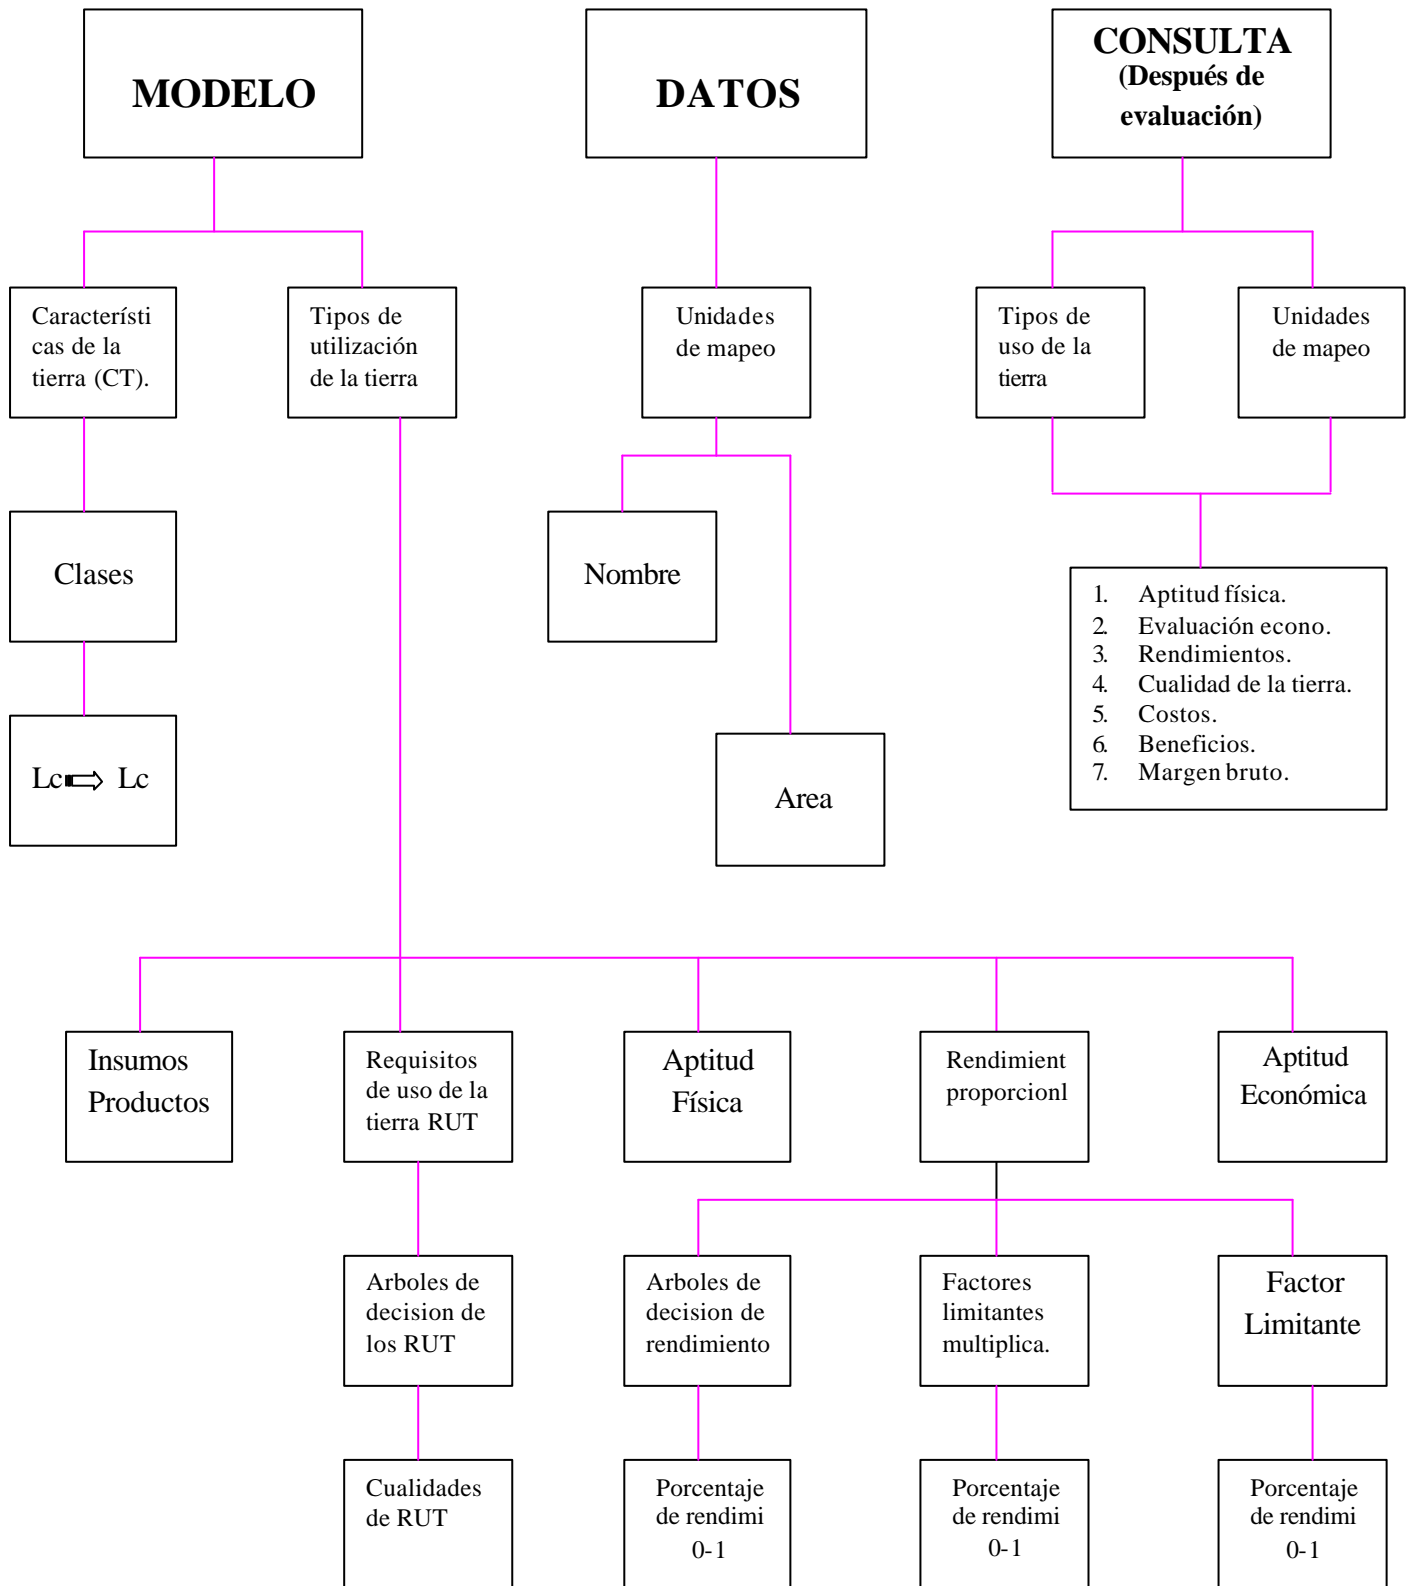 MODELO
DATOS
CONSULTA
(Después de
evaluación)
Característi
cas de la
tierra (CT).
Tipos de
utilización
de la tierra
Unidades
de mapeo
Tipos de
uso de la
tierra
Unidades
de mapeo
Clases
Nombre
1. Aptitud física.
2. Evaluación econo.
3. Rendimientos.
4. Cualidad de la tierra.
5. Costos.
6. Beneficios.
7. Margen bruto.
Lc ⇒ Lc
Area
Insumos
Productos
Requisitos
de uso de la
tierra RUT
Aptitud
Física
Rendimient
proporcionl
Aptitud
Económica
Arboles de
decision de
los RUT
Arboles de
decision de
rendimiento
Factores
limitantes
multiplica.
Factor
Limitante
Cualidades
de RUT
Porcentaje
de rendimi
0-1
Porcentaje
de rendimi
0-1
Porcentaje
de rendimi
0-1